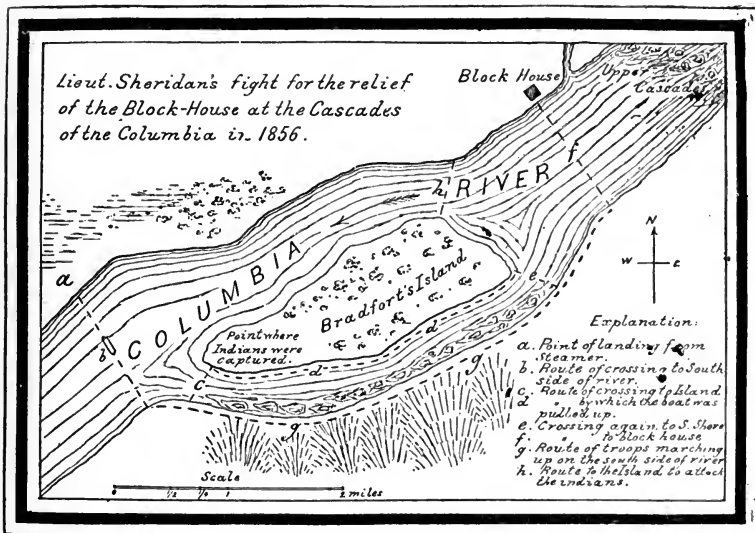 Lieut. Sheridan's fight for the relief
of the Block-House at the Cascades
of the Columbia in 1856.
Block House
Upper
Cascades
f
h
RIVER
a
COLUMBIA
b
Bradfort's Island
e
d
Point where
Indians were
captured.
d
c
g
g
N
W E
Explanation:
a. Point of landing from
Steamer.
b. Route of crossing to South
side of river.
c. Route of crossing to Island
d " by which the boat was
pulled up.
e. Crossing again to S. Shore
f. " to block house
g. Route of troops marching
up on the south side of river
h. Route to the Island to attack
the indians.
Scale
0 1/2 3/4 1 2 miles